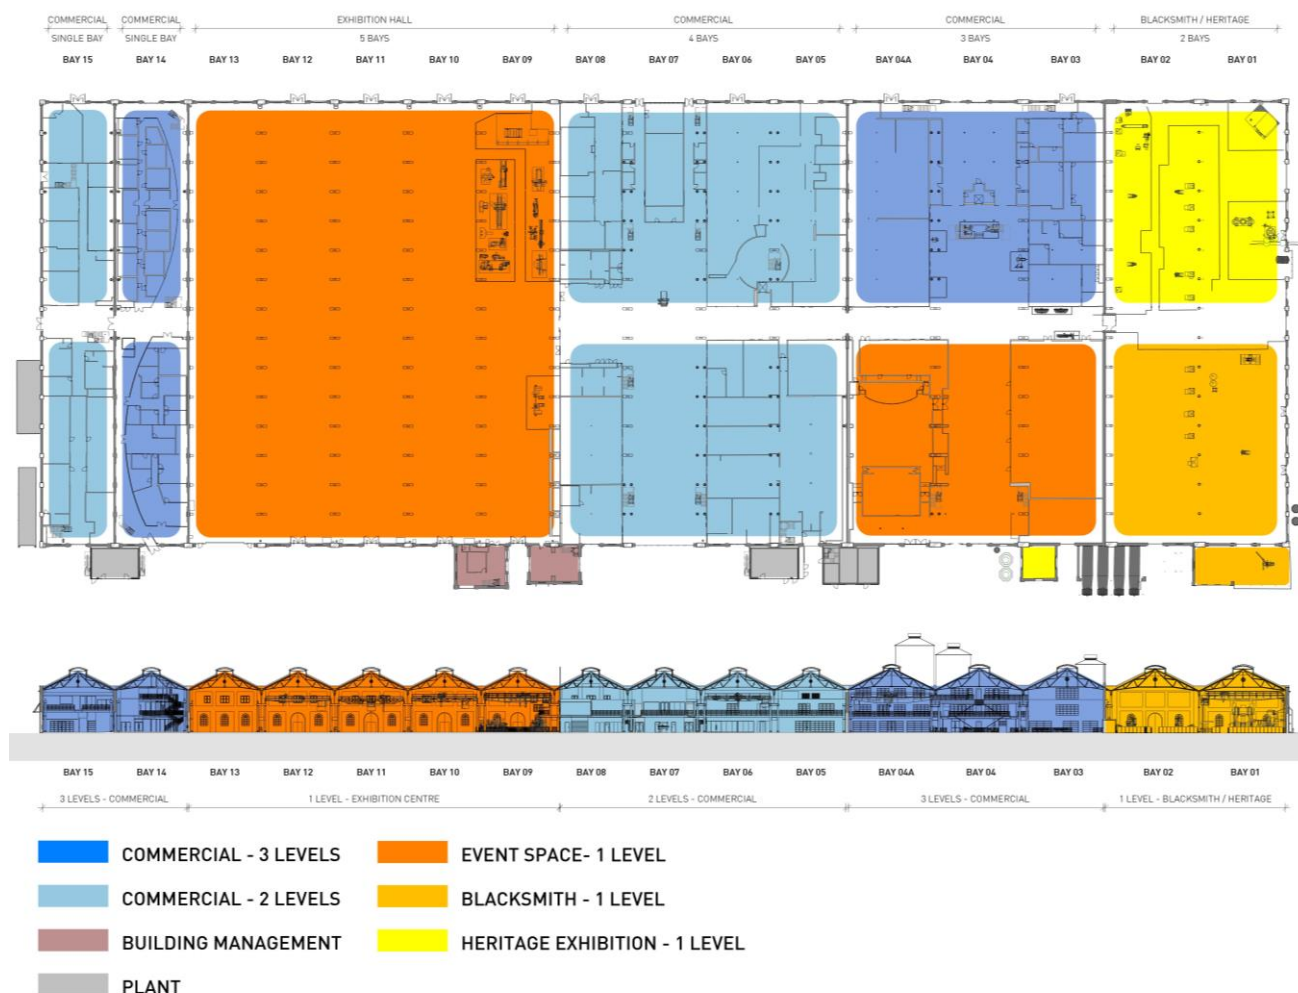 COMMERCIAL COMMERCIAL EXHIBITION HALL COMMERCIAL COMMERCIAL BLACKSMITH / HERITAGE
SINGLE BAY SINGLE BAY 5 BAYS 4 BAYS 3 BAYS 2 BAYS
BAY 15 BAY 14 BAY 13 BAY 12 BAY 11 BAY 10 BAY 09 BAY 08 BAY 07 BAY 06 BAY 05 BAY 04A BAY 04 BAY 03 BAY 02 BAY 01
BAY 15 BAY 14 BAY 13 BAY 12 BAY 11 BAY 10 BAY 09 BAY 08 BAY 07 BAY 06 BAY 05 BAY 04A BAY 04 BAY 03 BAY 02 BAY 01
3 LEVELS - COMMERCIAL 1 LEVEL - EXHIBITION CENTRE 2 LEVELS - COMMERCIAL 3 LEVELS - COMMERCIAL 1 LEVEL - BLACKSMITH / HERITAGE
COMMERCIAL - 3 LEVELS EVENT SPACE- 1 LEVEL
COMMERCIAL - 2 LEVELS BLACKSMITH - 1 LEVEL
BUILDING MANAGEMENT HERITAGE EXHIBITION - 1 LEVEL
PLANT